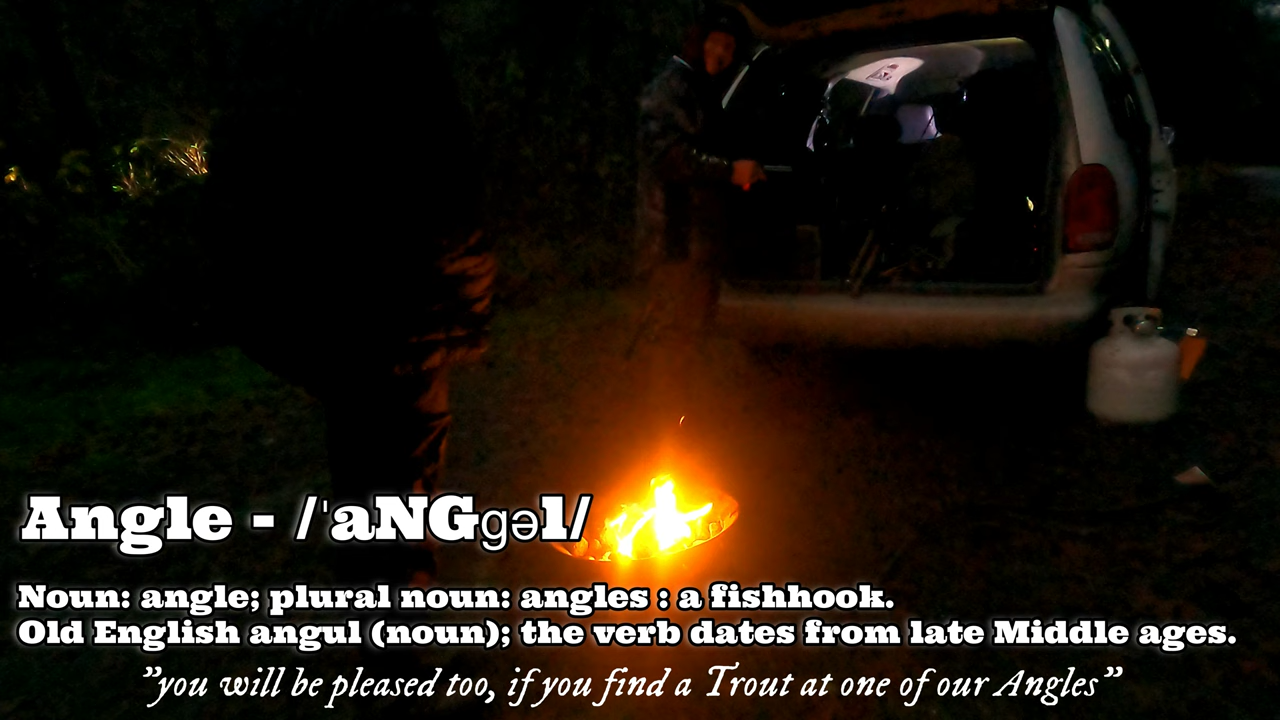 Angle - /ˈaNGgəl/
Noun: angle; plural noun: angles : a fishhook.
Old English angul (noun); the verb dates from late Middle ages.
”you will be pleased too, if you find a Trout at one of our Angles”